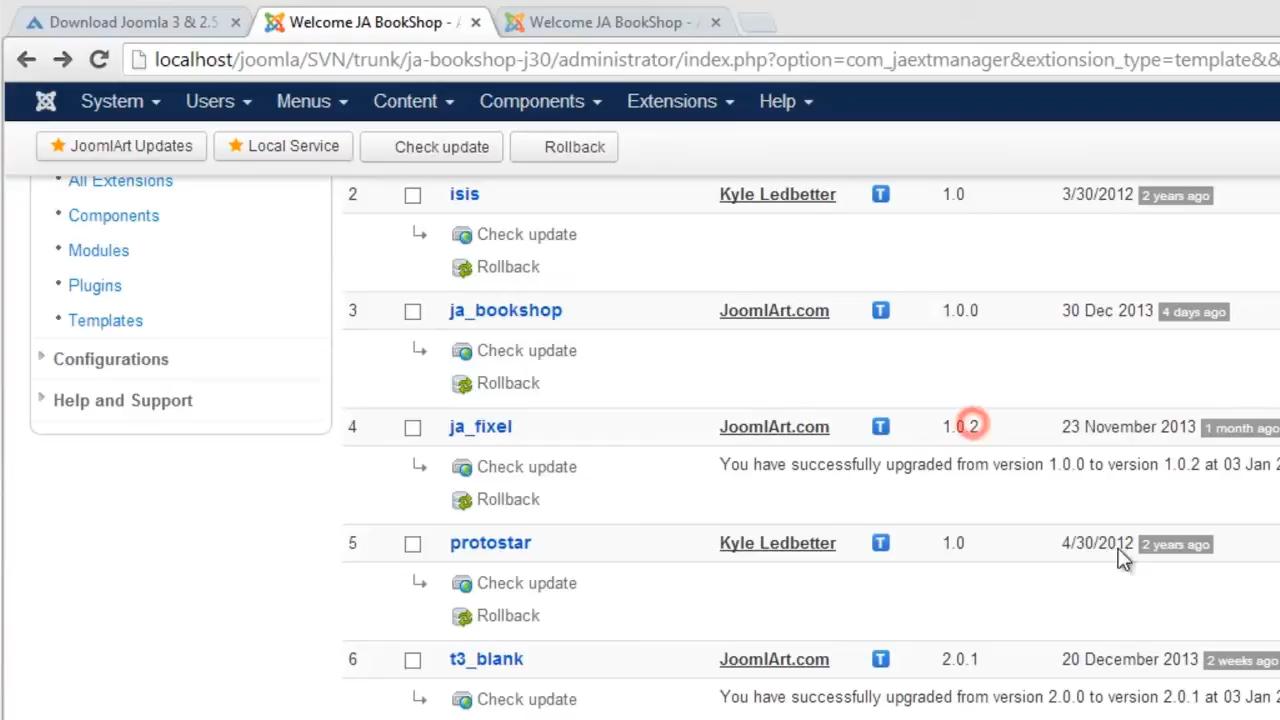 Download Joomla 3 & 2.5
Welcome JA BookShop -
Welcome JA BookShop -
localhost/joomla/SVN/trunk/ja-bookshop-j30/administrator/index.php?option=com_jaextmanager&extionsion_type=template&&
System Users Menus Content Components Extensions Help
JoomlArt Updates Local Service Check update Rollback
All Extensions
Components
Modules
Plugins
Templates
Configurations
Help and Support
2 isis Kyle Ledbetter T 1.0 3/30/2012 2 years ago
Check update
Rollback
3 ja_bookshop JoomlArt.com T 1.0.0 30 Dec 2013 4 days ago
Check update
Rollback
4 ja_fixel JoomlArt.com T 1.0.2 23 November 2013 1 month ago
Check update You have successfully upgraded from version 1.0.0 to version 1.0.2 at 03 Jan 2
Rollback
5 protostar Kyle Ledbetter T 1.0 4/30/2012 2 years ago
Check update
Rollback
6 t3_blank JoomlArt.com T 2.0.1 20 December 2013 2 weeks ago
Check update You have successfully upgraded from version 2.0.0 to version 2.0.1 at 03 Jan 2